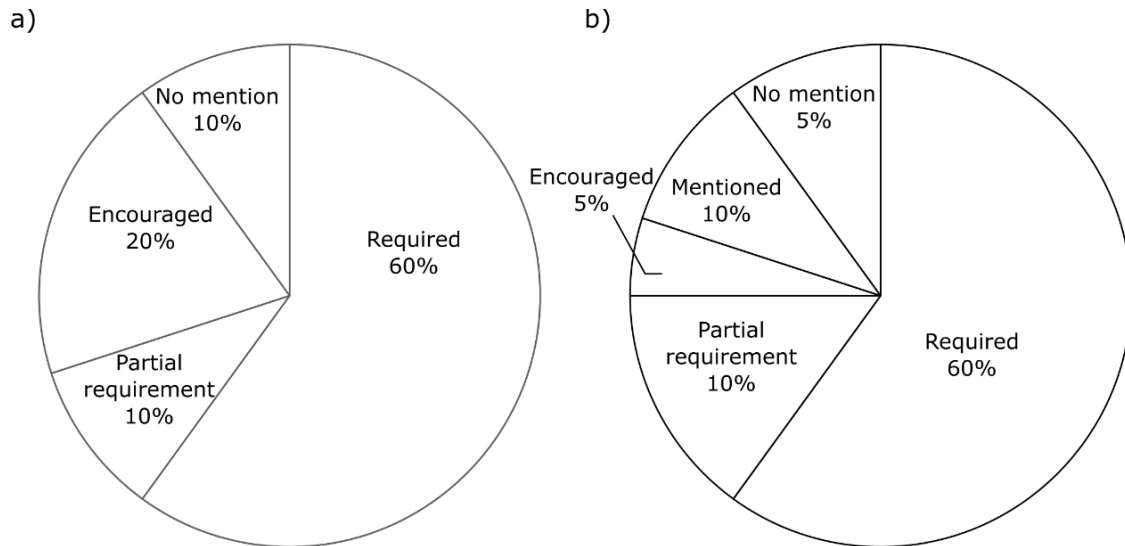 a)
No mention
10%
Encouraged
20%
Required
60%
Partial
requirement
10%
b)
No mention
5%
Encouraged
5%
Mentioned
10%
Partial
requirement
10%
Required
60%